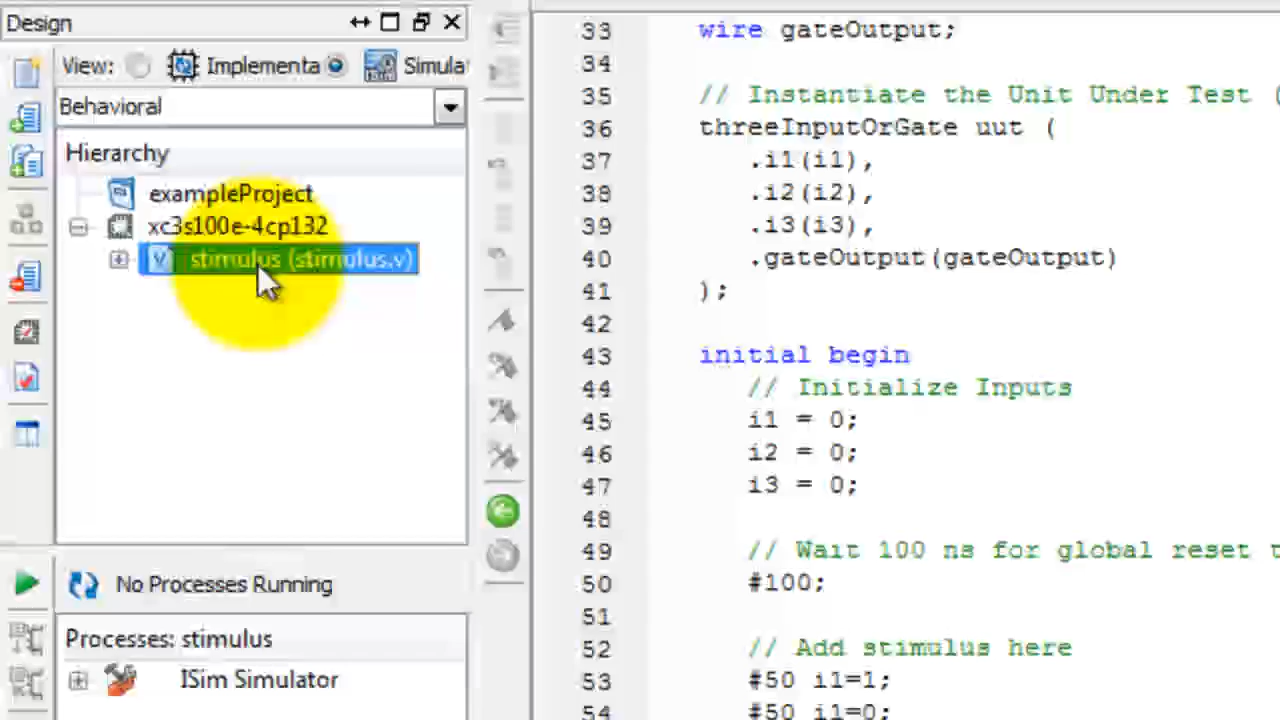 Design
View: Implementa Simula
Behavioral
Hierarchy
exampleProject
xc3s100e-4cp132
stimulus (stimulus.v)
No Processes Running
Processes: stimulus
ISim Simulator
33 wire gateOutput;
34
35 // Instantiate the Unit Under Test (
36 threeInputOrGate uut (
37 .i1(i1),
38 .i2(i2),
39 .i3(i3),
40 .gateOutput(gateOutput)
41 );
42
43 initial begin
44 // Initialize Inputs
45 i1 = 0;
46 i2 = 0;
47 i3 = 0;
48
49 // Wait 100 ns for global reset t
50 #100;
51
52 // Add stimulus here
53 #50 i1=1;
54 #50 i1=0;